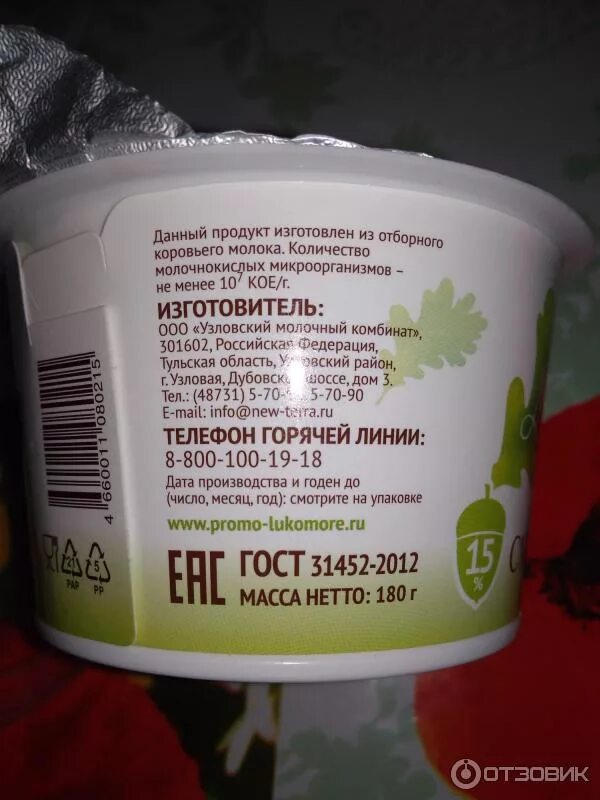 Данный продукт изготовлен из отборного
коровьего молока. Количество
молочнокислых микроорганизмов –
не менее 10⁷ КОЕ/г.
ИЗГОТОВИТЕЛЬ:
ООО «Узловский молочный комбинат»,
301602, Российская Федерация,
Тульская область, Узловский район,
г. Узловая, Дубовское шоссе, дом 3.
Тел.: (48731) 5-70- 5-70-90
E-mail: info@new-terra.ru
ТЕЛЕФОН ГОРЯЧЕЙ ЛИНИИ:
8-800-100-19-18
Дата производства и годен до
(число, месяц, год): смотрите на упаковке
www.promo-lukomore.ru
EAC ГОСТ 31452-2012
МАССА НЕТТО: 180 г
4 660011 080215
21
PAP
5
PP
15
%
ОТЗОВИК